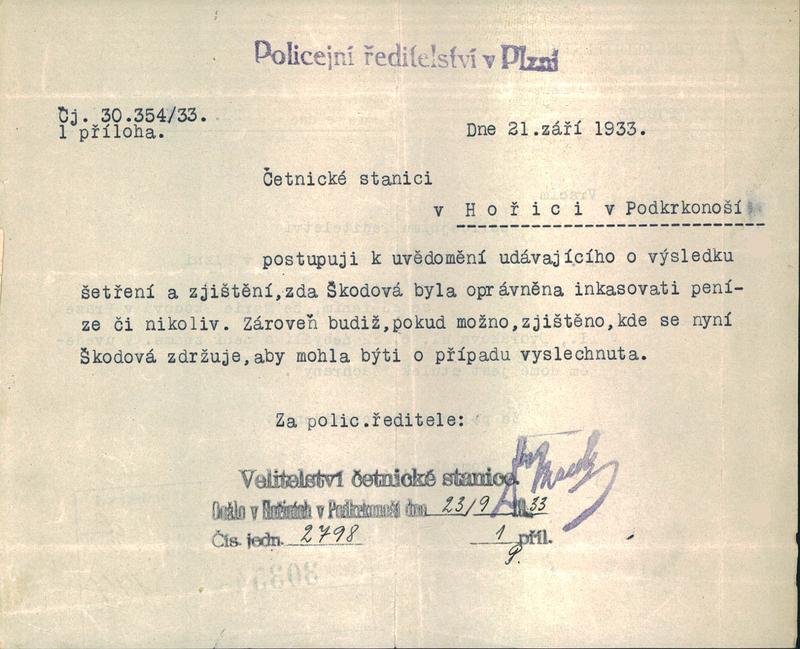 Policejní ředitelství v Plzni
Čj. 30.354/33.
1 příloha.
Dne 21.září 1933.
Četnické stanici
v Hořici v Podkrkonoší
postupuji k uvědomění udávajícího o výsledku
šetření a zjištění,zda Škodová byla oprávněna inkasovati pení-
ze či nikoliv. Zároveň budiž,pokud možno,zjištěno,kde se nyní
Škodová zdržuje,aby mohla býti o případu vyslechnuta.
Za polic.ředitele:
Velitelství četnické stanice.
Došlo v Hořicích v Podkrkonoší dne 23/9 1933
Čís. jedn. 2798 1 příl.
P.